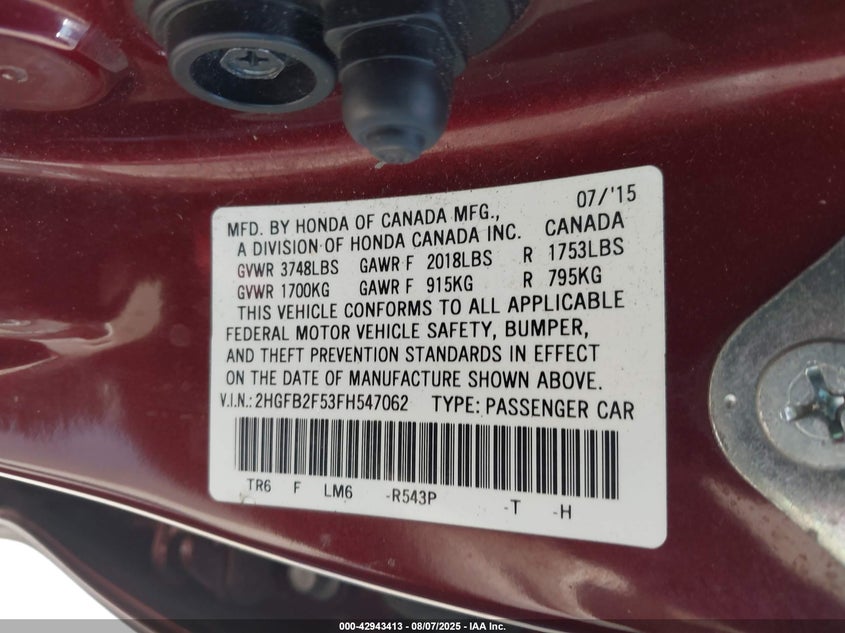 07/'15
MFD. BY HONDA OF CANADA MFG.,
A DIVISION OF HONDA CANADA INC. CANADA
GVWR 3748LBS GAWR F 2018LBS R 1753LBS
GVWR 1700KG GAWR F 915KG R 795KG
THIS VEHICLE CONFORMS TO ALL APPLICABLE
FEDERAL MOTOR VEHICLE SAFETY, BUMPER,
AND THEFT PREVENTION STANDARDS IN EFFECT
ON THE DATE OF MANUFACTURE SHOWN ABOVE.
V.I.N.: 2HGFB2F53FH547062 TYPE: PASSENGER CAR
TR6 F LM6 -R543P -T -H
000-42943413 - 08/07/2025 - IAA Inc.